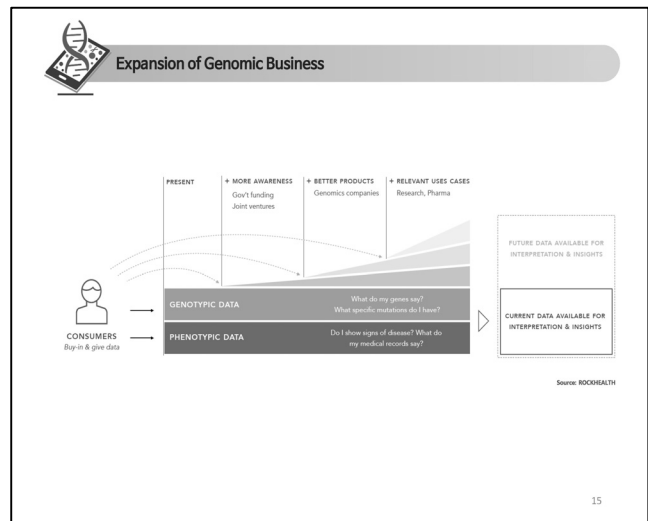 Expansion of Genomic Business
PRESENT
+ MORE AWARENESS
Gov't funding
Joint ventures
+ BETTER PRODUCTS
Genomics companies
+ RELEVANT USES CASES
Research, Pharma
FUTURE DATA AVAILABLE FOR
INTERPRETATION & INSIGHTS
CONSUMERS
Buy-in & give data
GENOTYPIC DATA
What do my genes say?
What specific mutations do I have?
PHENOTYPIC DATA
Do I show signs of disease? What do
my medical records say?
CURRENT DATA AVAILABLE FOR
INTERPRETATION & INSIGHTS
Source: ROCKHEALTH
15